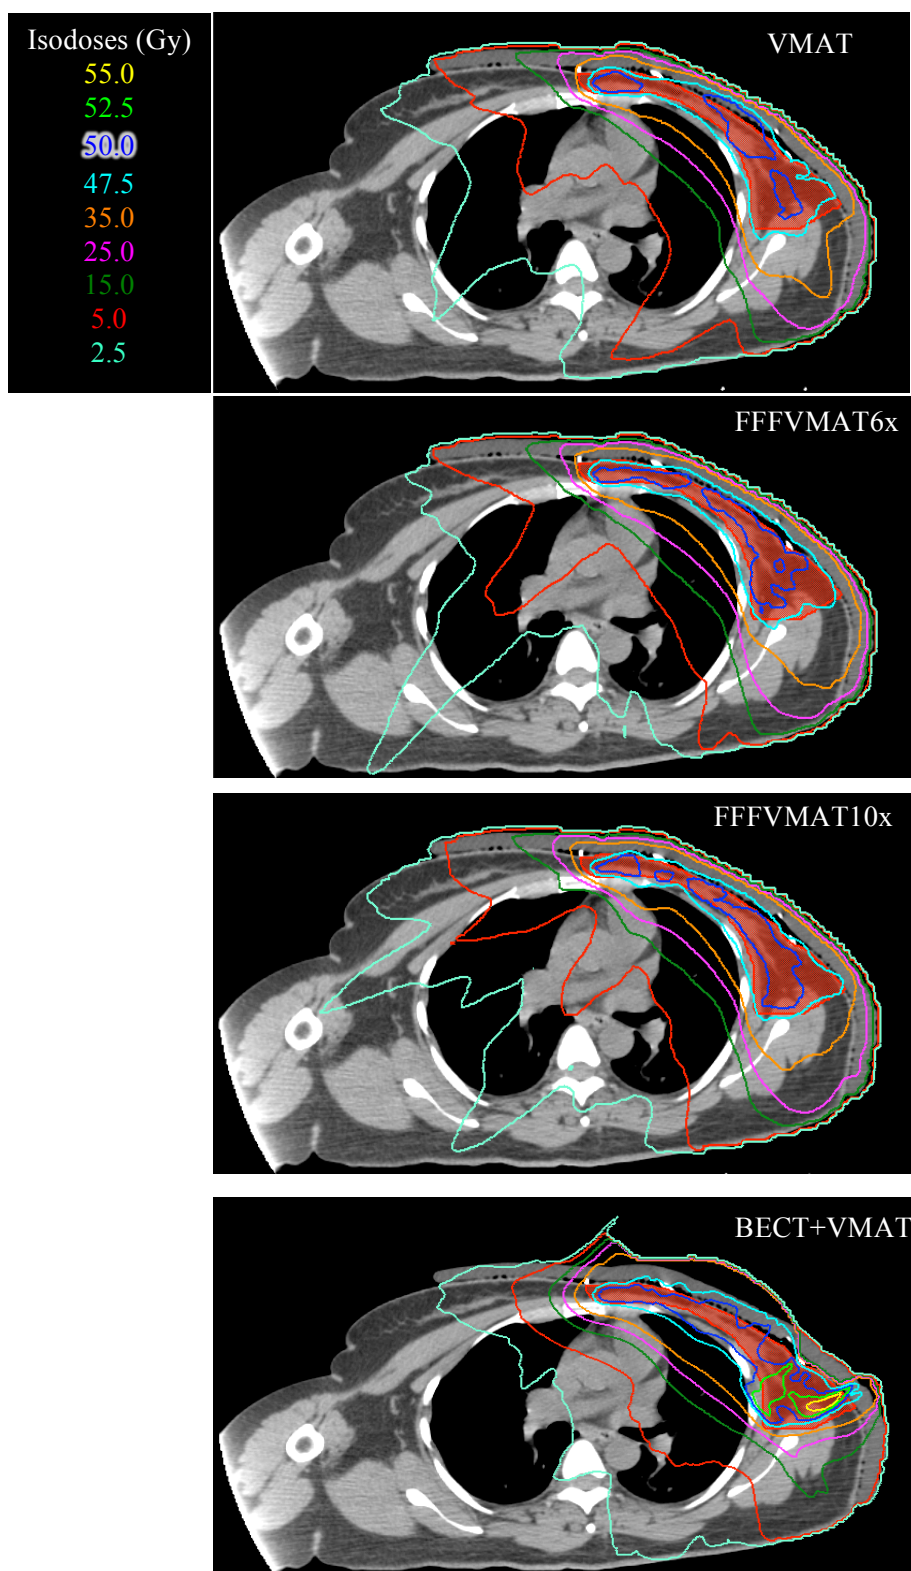 Isodoses (Gy)
55.0
52.5
50.0
47.5
35.0
25.0
15.0
5.0
2.5
VMAT
FFFVMAT6x
FFFVMAT10x
BECT+VMAT